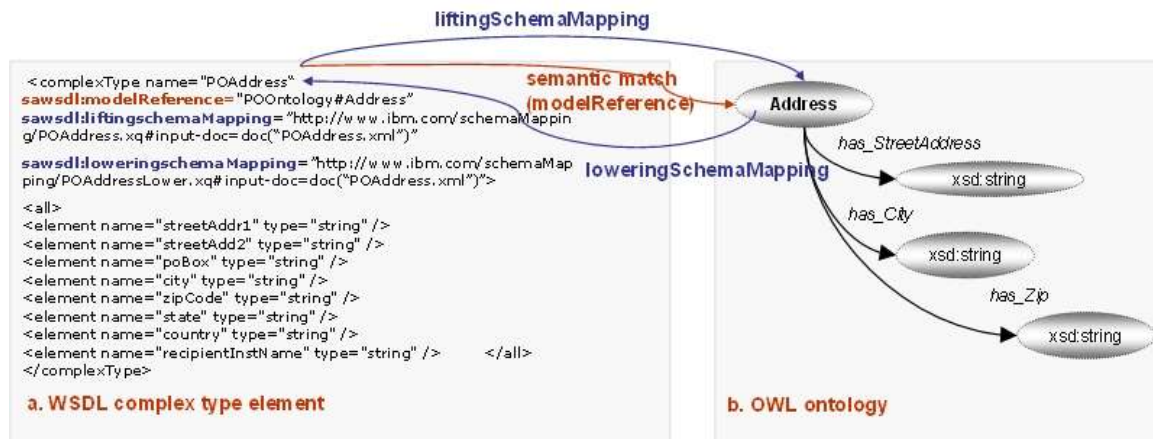 liftingSchemaMapping
<complexType name="POAddress"
sawsdl:modelReference="POOntology#Address"
sawsdl:liftingschemaMapping="http://www.ibm.com/schemaMappin
g/POAddress.xq#input-doc=doc("POAddress.xml")"
sawsdl:loweringschemaMapping="http://www.ibm.com/schemaMap
ping/POAddressLower.xq#input-doc=doc("POAddress.xml")">
<all>
<element name="streetAddr1" type="string" />
<element name="streetAdd2" type="string" />
<element name="poBox" type="string" />
<element name="city" type="string" />
<element name="zipCode" type="string" />
<element name="state" type="string" />
<element name="country" type="string" />
<element name="recipientInstName" type="string" /> </all>
</complexType>
a. WSDL complex type element
semantic match
(modelReference)
loweringSchemaMapping
Address
has_StreetAddress
xsd:string
has_City
xsd:string
has_Zip
xsd:string
b. OWL ontology